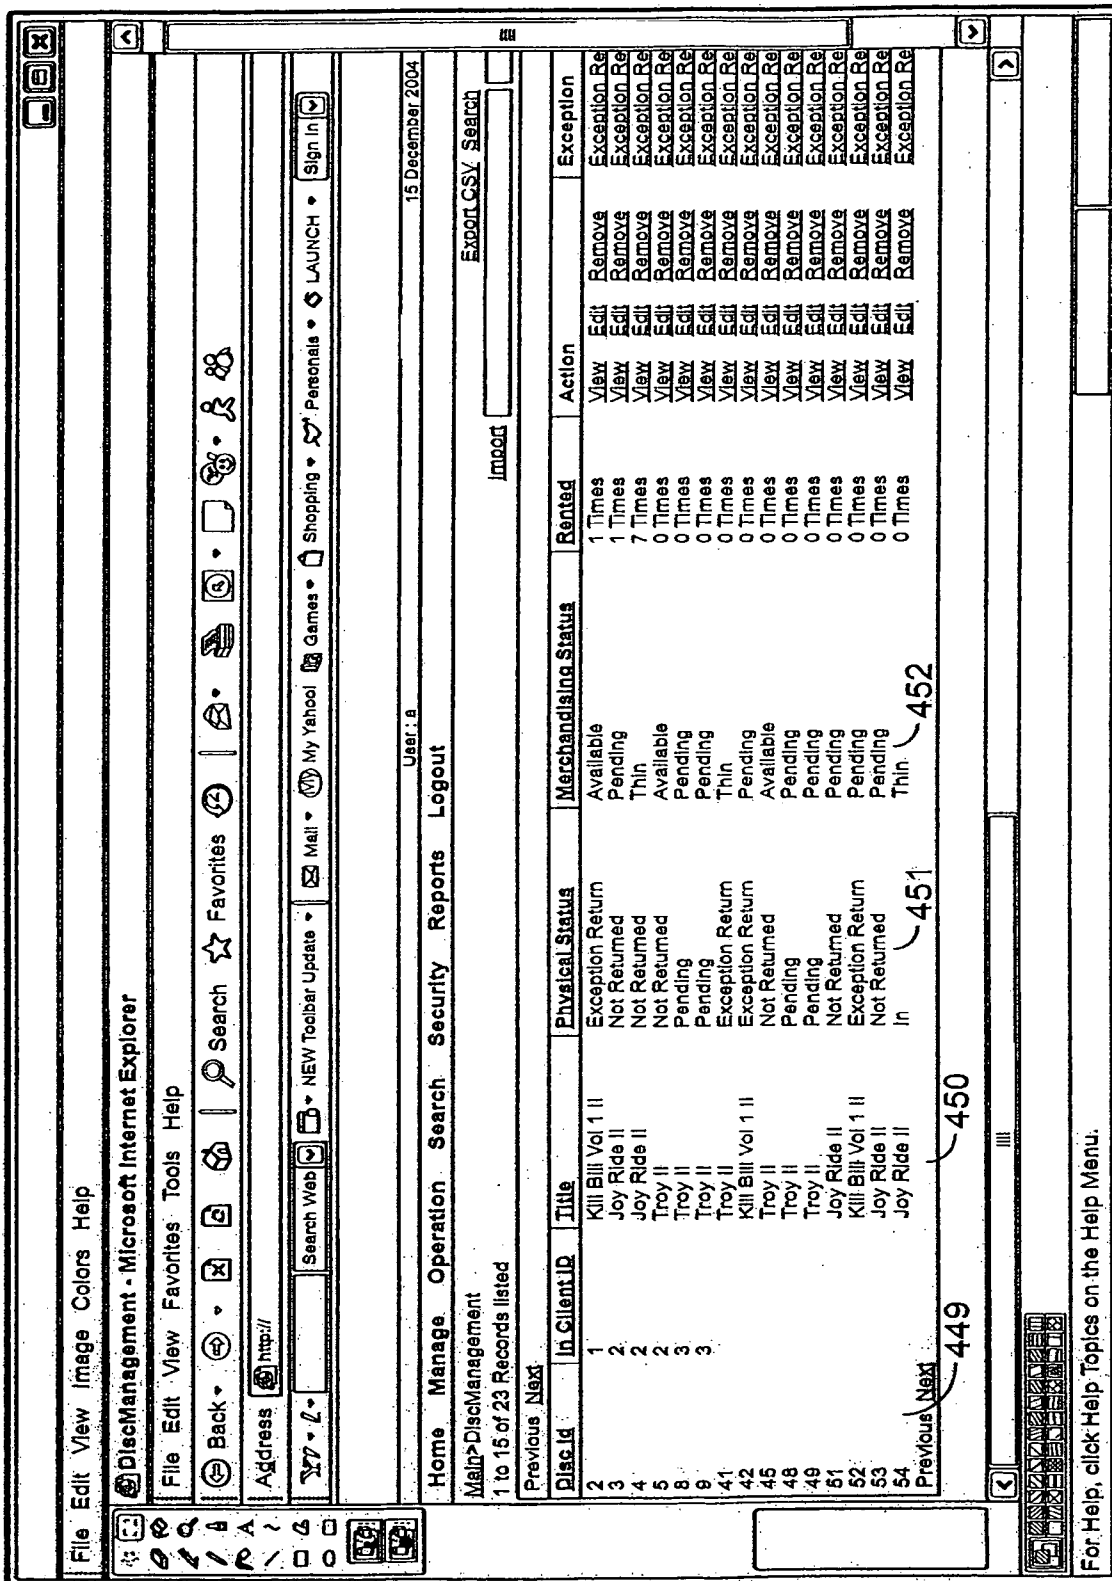 File Edit View Image Colors Help
DiscManagement - Microsoft Internet Explorer
File Edit View Favorites Tools Help
Back Search Favorites
Address http://
Search Web NEW Toolbar Update Mail My Yahoo! Games Shopping Personals LAUNCH Sign In
User : a 15 December 2004
Home Manage Operation Search Security Reports Logout
Main>DiscManagement Export CSV Search
1 to 15 of 23 Records listed Import
Previous Next
Disc Id In Client ID Title Physical Status Merchandising Status Rented Action Exception
2 1 Kill Bill Vol 1 II Exception Return Available 1 Times View Edit Remove Exception Re
3 2 Joy Ride II Not Returned Pending 1 Times View Edit Remove Exception Re
4 2 Joy Ride II Not Returned Thin 7 Times View Edit Remove Exception Re
5 2 Troy II Not Returned Available 0 Times View Edit Remove Exception Re
8 3 Troy II Pending Pending 0 Times View Edit Remove Exception Re
9 3 Troy II Pending Pending 0 Times View Edit Remove Exception Re
41 Troy II Exception Return Thin 0 Times View Edit Remove Exception Re
42 Kill Bill Vol 1 II Exception Return Pending 0 Times View Edit Remove Exception Re
45 Troy II Not Returned Available 0 Times View Edit Remove Exception Re
48 Troy II Pending Pending 0 Times View Edit Remove Exception Re
49 Troy II Pending Pending 0 Times View Edit Remove Exception Re
51 Joy Ride II Not Returned Pending 0 Times View Edit Remove Exception Re
52 Kill Bill Vol 1 II Exception Return Pending 0 Times View Edit Remove Exception Re
53 Joy Ride II Not Returned Pending 0 Times View Edit Remove Exception Re
54 Joy Ride II In Thin 0 Times View Edit Remove Exception Re
Previous Next
449 450 451 452
For Help, click Help Topics on the Help Menu.